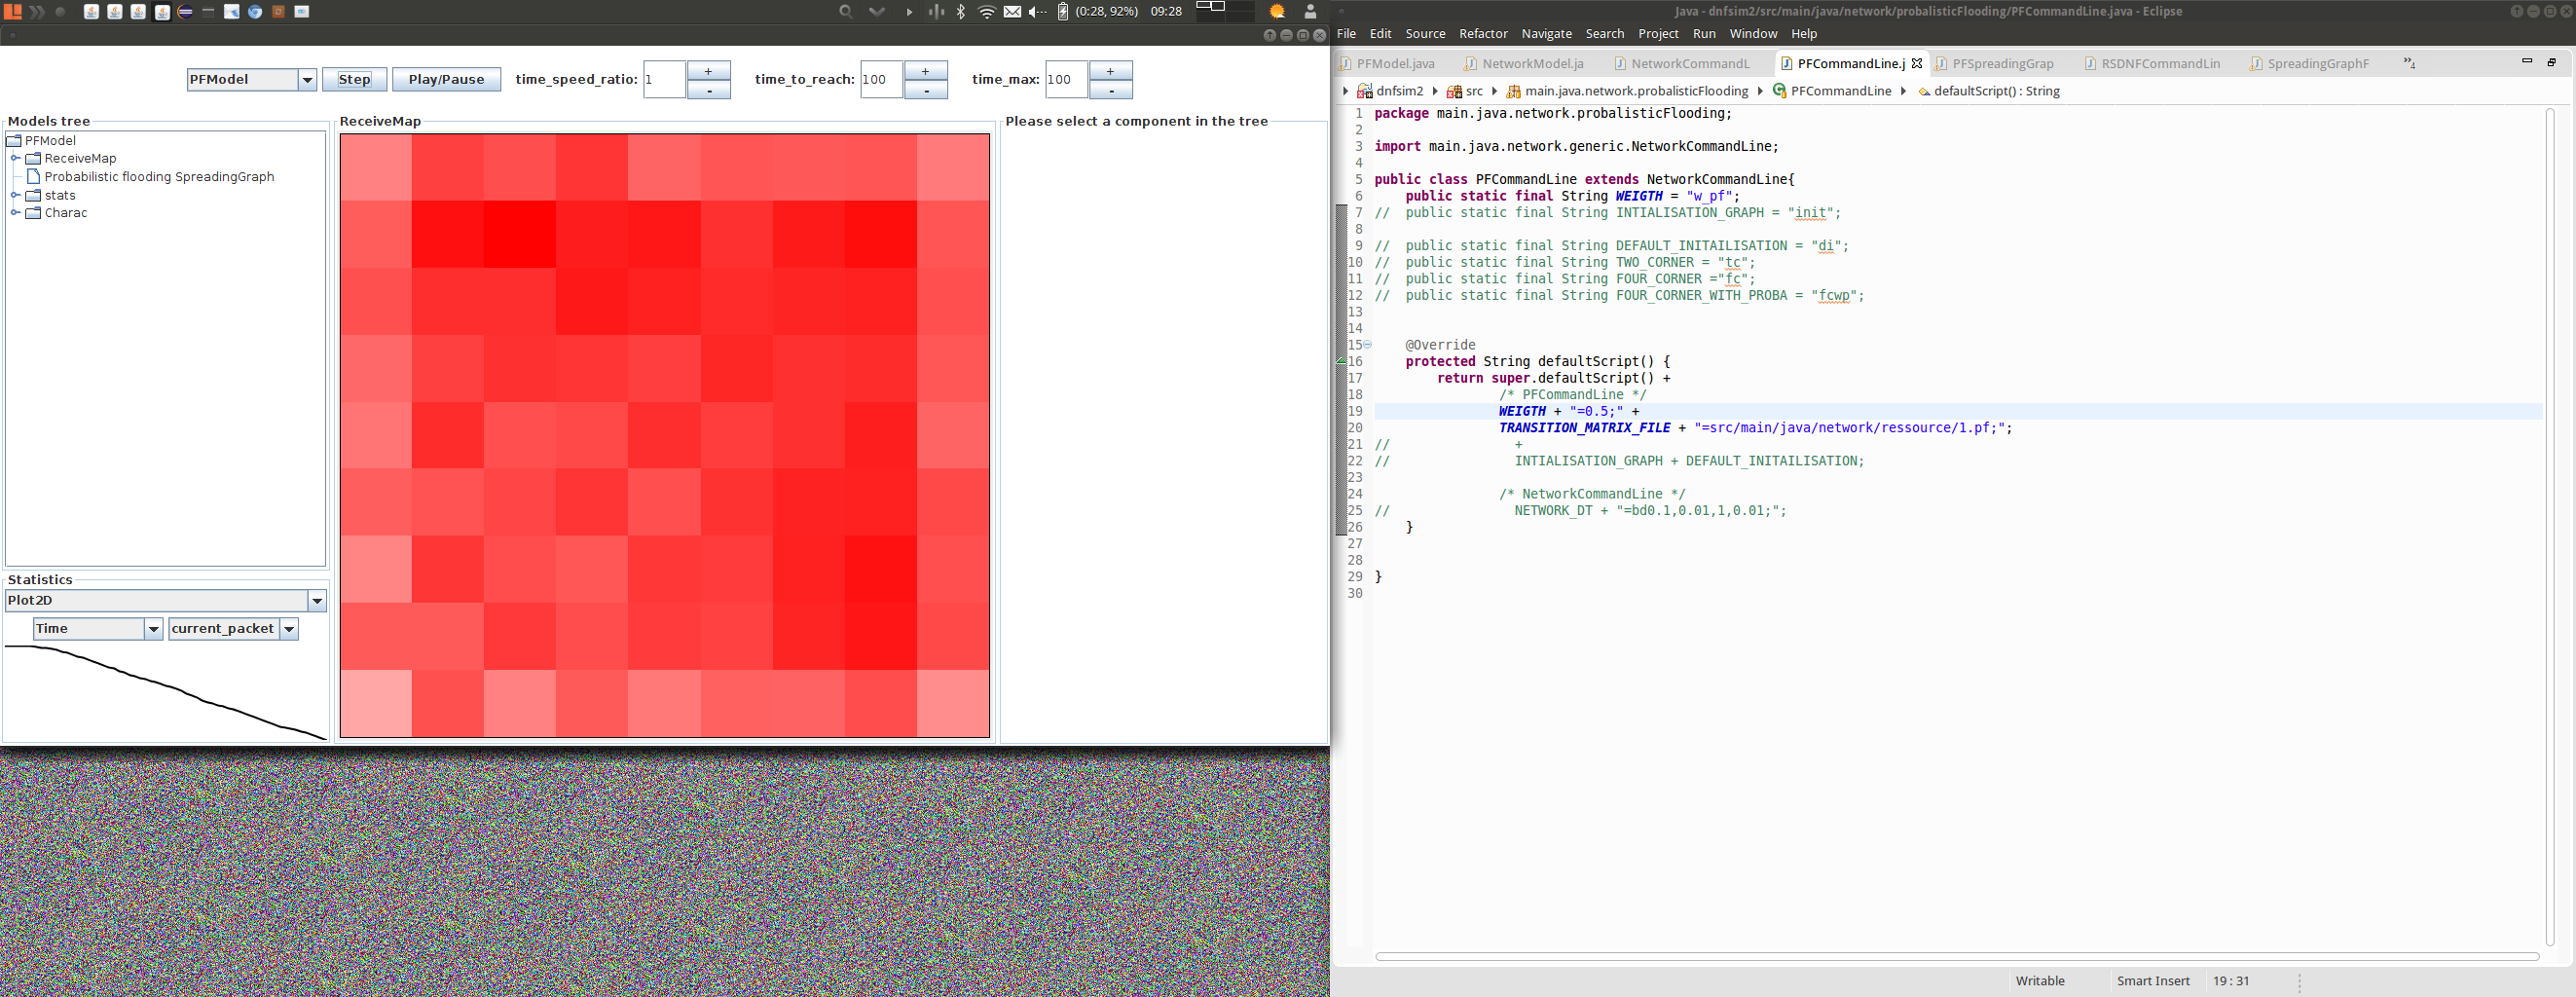 (0:28, 92%) 09:28
PFModel Step Play/Pause time_speed_ratio: 1 + - time_to_reach: 100 + - time_max: 100 + -
Models tree
PFModel
ReceiveMap
Probabilistic flooding SpreadingGraph
stats
Charac
Statistics
Plot2D
Time current_packet
ReceiveMap
Please select a component in the tree
Java - dnfsim2/src/main/java/network/probalisticFlooding/PFCommandLine.java - Eclipse
File Edit Source Refactor Navigate Search Project Run Window Help
PFModel.java NetworkModel.ja NetworkCommandL PFCommandLine.j PFSpreadingGrap RSDNFCommandLin SpreadingGraphF »4
dnfsim2 src main.java.network.probalisticFlooding PFCommandLine defaultScript() : String
1 package main.java.network.probalisticFlooding;
2
3 import main.java.network.generic.NetworkCommandLine;
4
5 public class PFCommandLine extends NetworkCommandLine{
6 public static final String WEIGTH = "w_pf";
7 // public static final String INTIALISATION_GRAPH = "init";
8
9 // public static final String DEFAULT_INITAILISATION = "di";
10 // public static final String TWO_CORNER = "tc";
11 // public static final String FOUR_CORNER ="fc";
12 // public static final String FOUR_CORNER_WITH_PROBA = "fcwp";
13
14
15 @Override
16 protected String defaultScript() {
17 return super.defaultScript() +
18 /* PFCommandLine */
19 WEIGTH + "=0.5;" +
20 TRANSITION_MATRIX_FILE + "=src/main/java/network/ressource/1.pf;";
21 // +
22 // INTIALISATION_GRAPH + DEFAULT_INITAILISATION;
23
24 /* NetworkCommandLine */
25 // NETWORK_DT + "=bd0.1,0.01,1,0.01;";
26 }
27
28
29 }
30
Writable Smart Insert 19 : 31